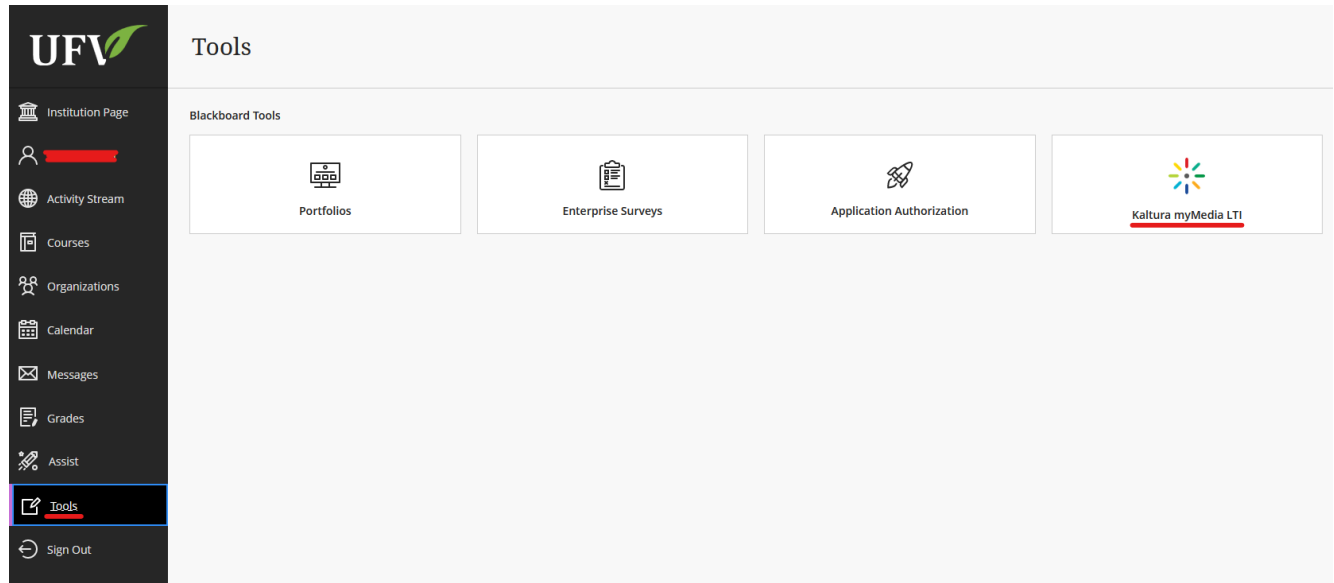 UFV
Tools
Institution Page
Activity Stream
Courses
Organizations
Calendar
Messages
Grades
Assist
Tools
Sign Out
Blackboard Tools
Portfolios
Enterprise Surveys
Application Authorization
Kaltura myMedia LTI